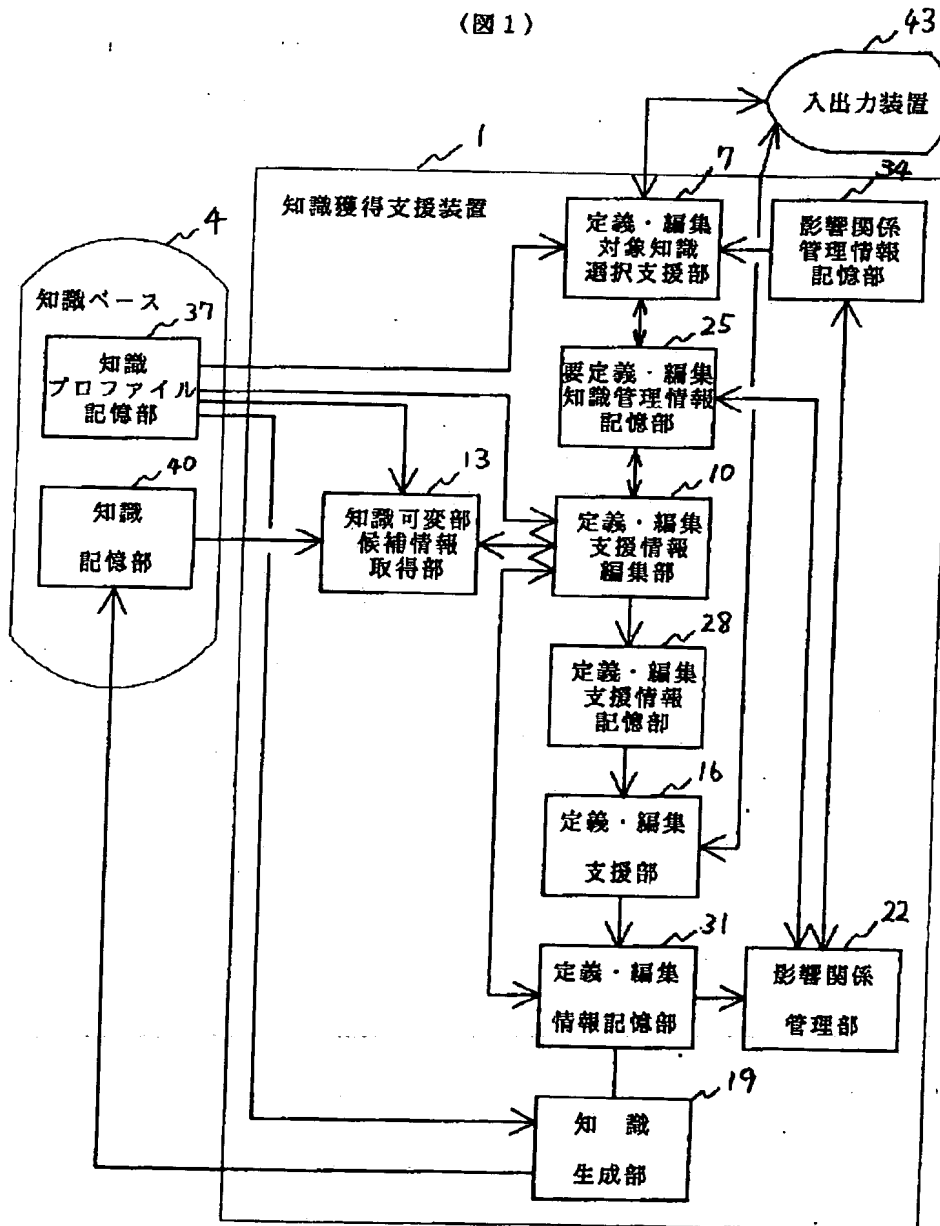 (図1)
43
入出力装置
1
知識獲得支援装置
7
定義・編集
対象知識
選択支援部
34
影響関係
管理情報
記憶部
4
知識ベース
37
知識
プロファイル
記憶部
25
要定義・編集
知識管理情報
記憶部
40
知識
記憶部
13
知識可変部
候補情報
取得部
10
定義・編集
支援情報
編集部
28
定義・編集
支援情報
記憶部
16
定義・編集
支援部
31
定義・編集
情報記憶部
22
影響関係
管理部
19
知識
生成部